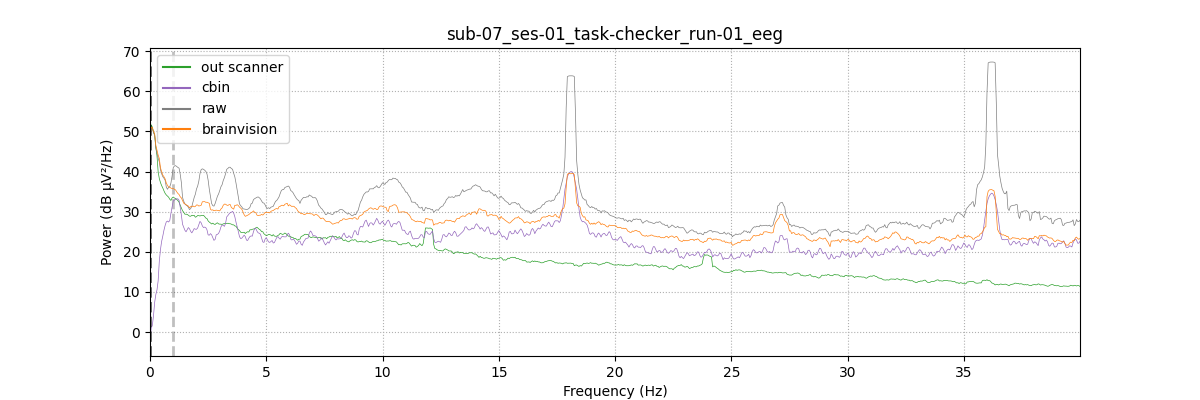 sub-07_ses-01_task-checker_run-01_eeg
70
60
50
40
30
20
10
0
Power (dB µV²/Hz)
out scanner
cbin
raw
brainvision
0 5 10 15 20 25 30 35
Frequency (Hz)